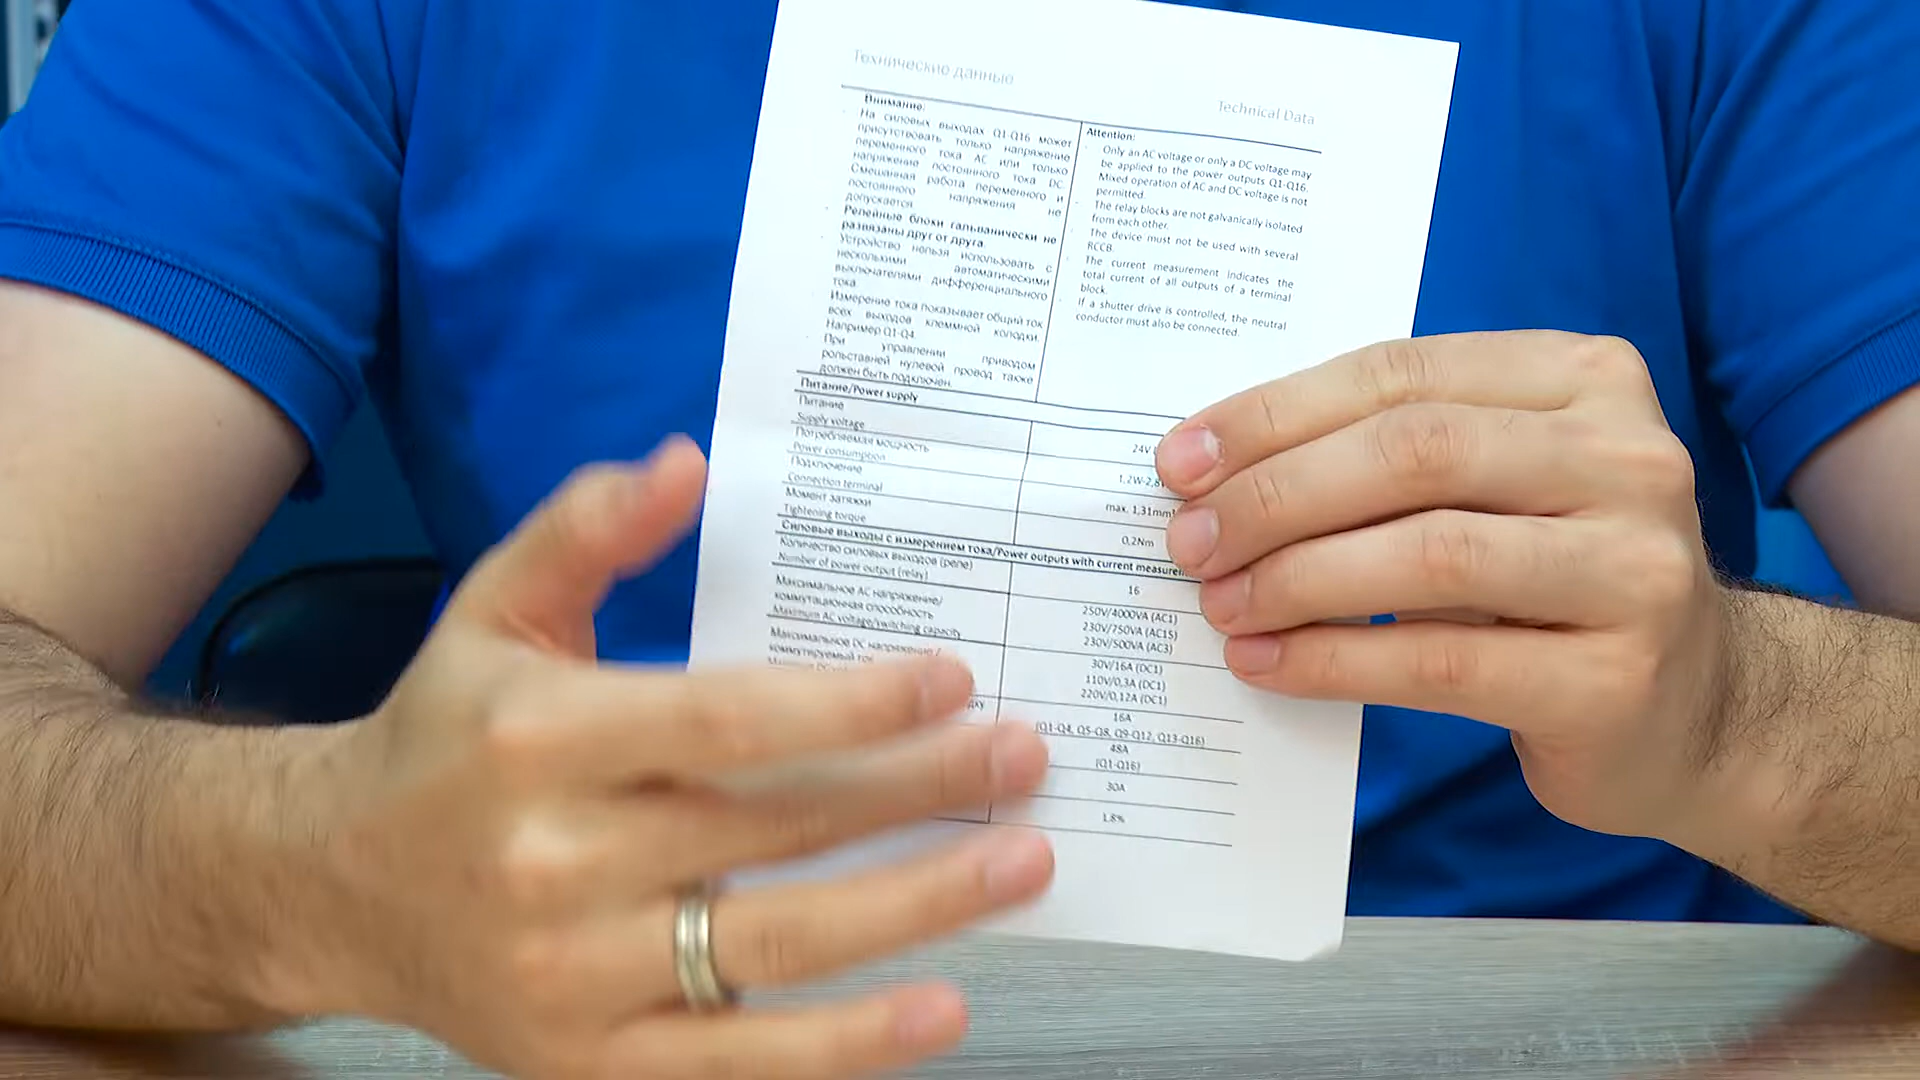 Технические данные
Technical Data
Внимание:
На силовых выходах Q1-Q16 может
присутствовать только напряжение
переменного тока AC или только
напряжение постоянного тока DC.
Смешанная работа переменного и
постоянного напряжения не
допускается.
Релейные блоки гальванически не
развязаны друг от друга.
Устройство нельзя использовать с
несколькими автоматическими
выключателями дифференциального
тока.
Измерение тока показывает общий ток
всех выходов клеммной колодки.
Например Q1-Q4.
При управлении приводом
рольставней нулевой провод также
должен быть подключен.
Attention:
Only an AC voltage or only a DC voltage may
be applied to the power outputs Q1-Q16.
Mixed operation of AC and DC voltage is not
permitted.
The relay blocks are not galvanically isolated
from each other.
The device must not be used with several
RCCB.
The current measurement indicates the
total current of all outputs of a terminal
block.
If a shutter drive is controlled, the neutral
conductor must also be connected.
Питание/Power supply
Питание
Supply voltage
24V
Потребляемая мощность
Power consumption
1,2W-2,8
Подключение
Connection terminal
max. 1,31mm
Момент затяжки
Tightening torque
0,2Nm
Силовые выходы с измерением тока/Power outputs with current
Количество силовых выходов (реле)
Number of power output (relay)
16
Максимальное AC напряжение/
коммутационная способность
Maximum AC voltage/switching capacity
250V/4000VA (AC1)
230V/750VA (AC15)
230V/500VA (AC3)
Максимальное DC напряжение /
коммутируемый ток
30V/16A (DC1)
110V/0,3A (DC1)
220V/0,12A (DC1)
16A
(Q1-Q4, Q5-Q8, Q9-Q12, Q13-Q16)
48A
(Q1-Q16)
30A
1.8%